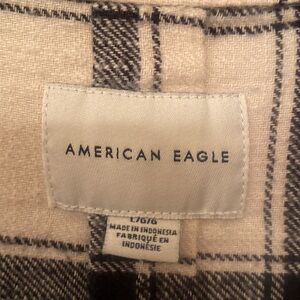 AMERICAN EAGLE
L/G/G
MADE IN INDONESIA
FABRIQUÉ EN
INDONÉSIE